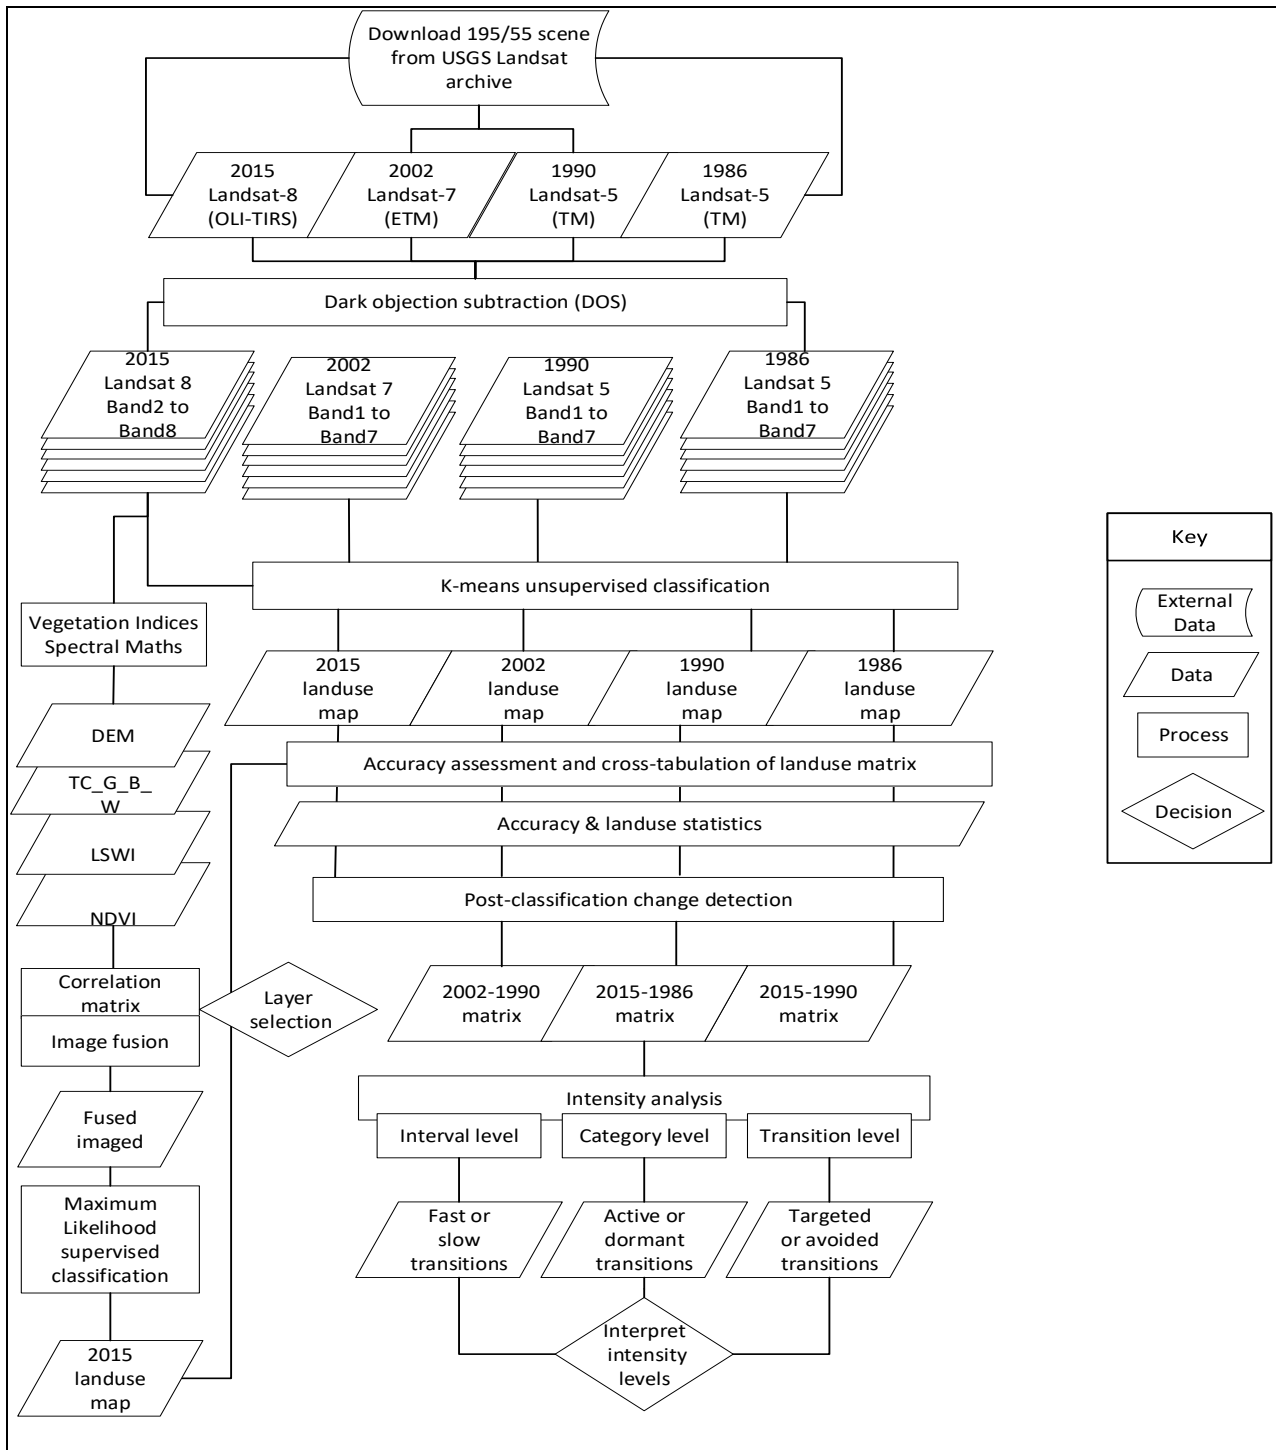 Download 195/55 scene
from USGS Landsat
archive
2015
Landsat-8
(OLI-TIRS)
2002
Landsat-7
(ETM)
1990
Landsat-5
(TM)
1986
Landsat-5
(TM)
Dark objection subtraction (DOS)
2015
Landsat 8
Band2 to
Band8
2002
Landsat 7
Band1 to
Band7
1990
Landsat 5
Band1 to
Band7
1986
Landsat 5
Band1 to
Band7
K-means unsupervised classification
Vegetation Indices
Spectral Maths
2015
landuse
map
2002
landuse
map
1990
landuse
map
1986
landuse
map
DEM
TC_G_B_
W
LSWI
NDVI
Accuracy assessment and cross-tabulation of landuse matrix
Accuracy & landuse statistics
Post-classification change detection
Correlation
matrix
Layer
selection
Image fusion
Fused
imaged
Maximum
Likelihood
supervised
classification
2015
landuse
map
2002-1990
matrix
2015-1986
matrix
2015-1990
matrix
Intensity analysis
Interval level
Category level
Transition level
Fast or
slow
transitions
Active or
dormant
transitions
Targeted
or avoided
transitions
Interpret
intensity
levels
Key
External
Data
Data
Process
Decision